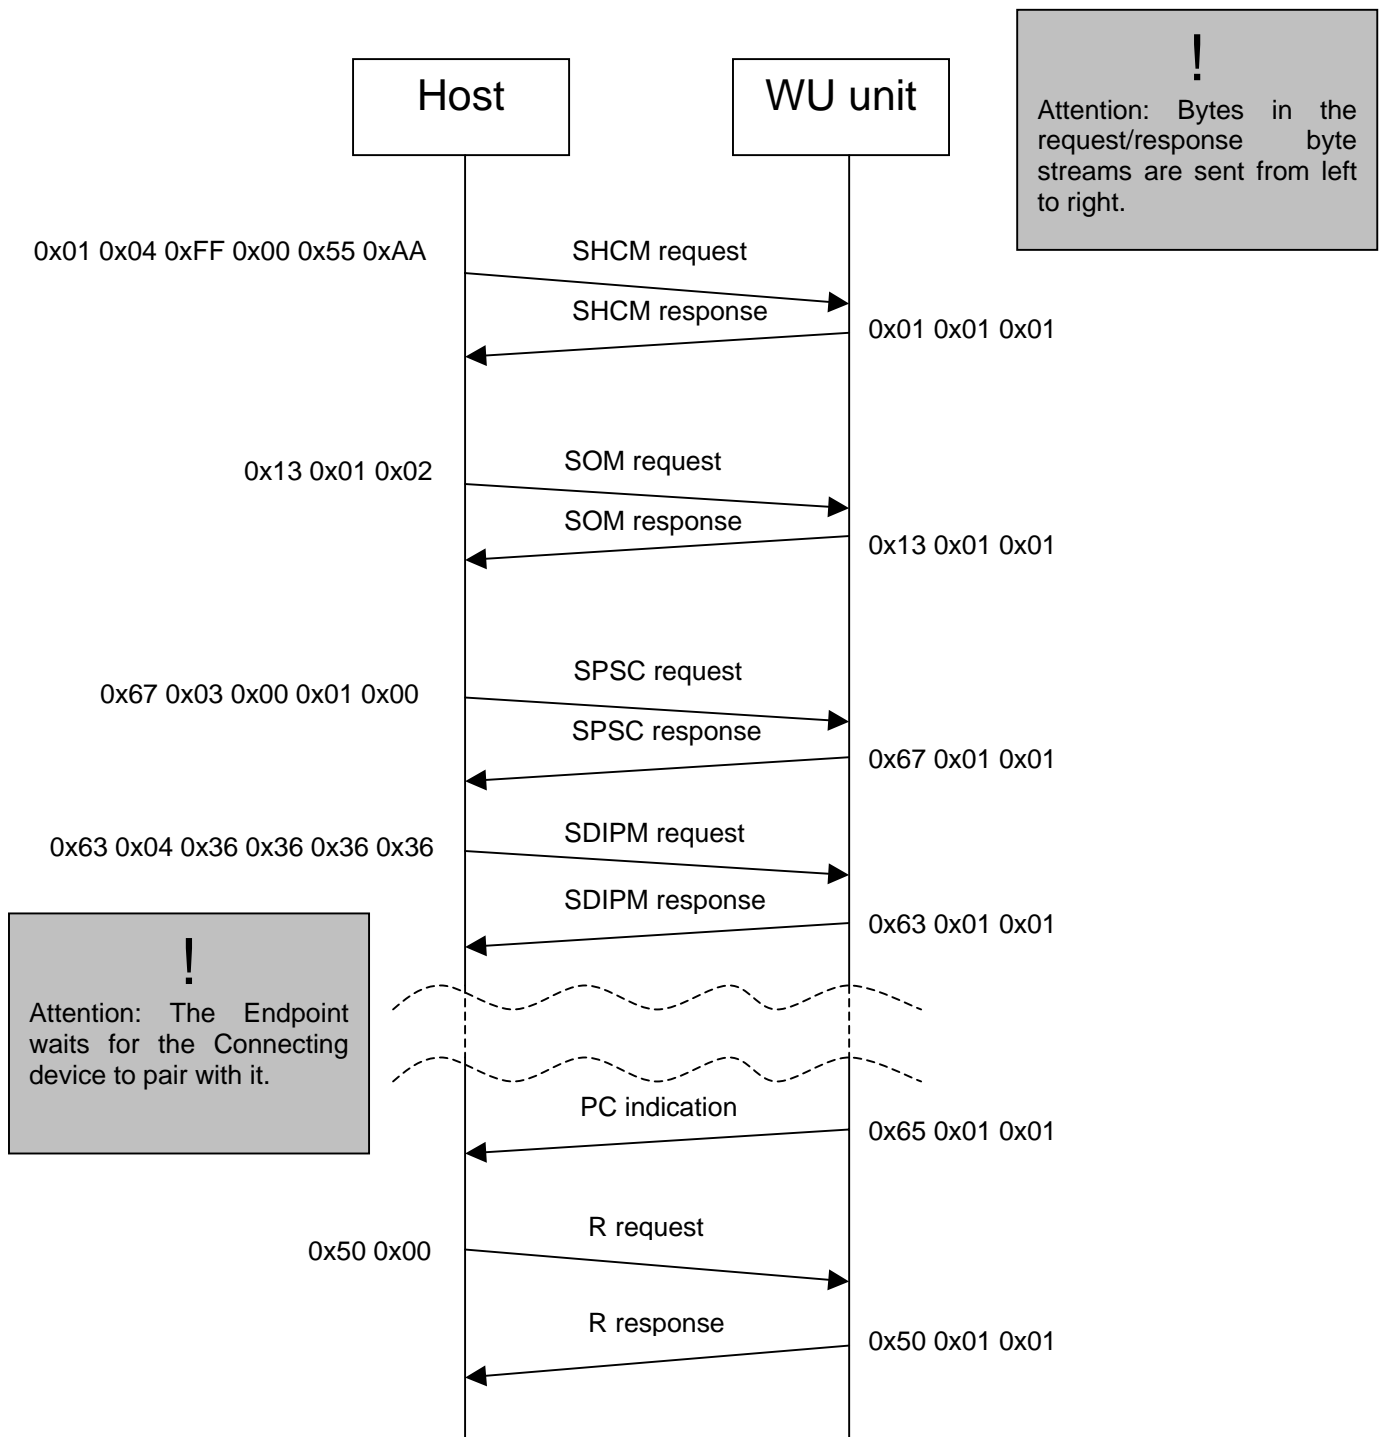 !
Host
WU unit
Attention: Bytes in the
request/response byte
streams are sent from left
to right.
0x01 0x04 0xFF 0x00 0x55 0xAA
SHCM request
SHCM response
0x01 0x01 0x01
0x13 0x01 0x02
SOM request
SOM response
0x13 0x01 0x01
0x67 0x03 0x00 0x01 0x00
SPSC request
SPSC response
0x67 0x01 0x01
0x63 0x04 0x36 0x36 0x36 0x36
SDIPM request
SDIPM response
0x63 0x01 0x01
!
Attention: The Endpoint
waits for the Connecting
device to pair with it.
PC indication
0x65 0x01 0x01
R request
0x50 0x00
R response
0x50 0x01 0x01